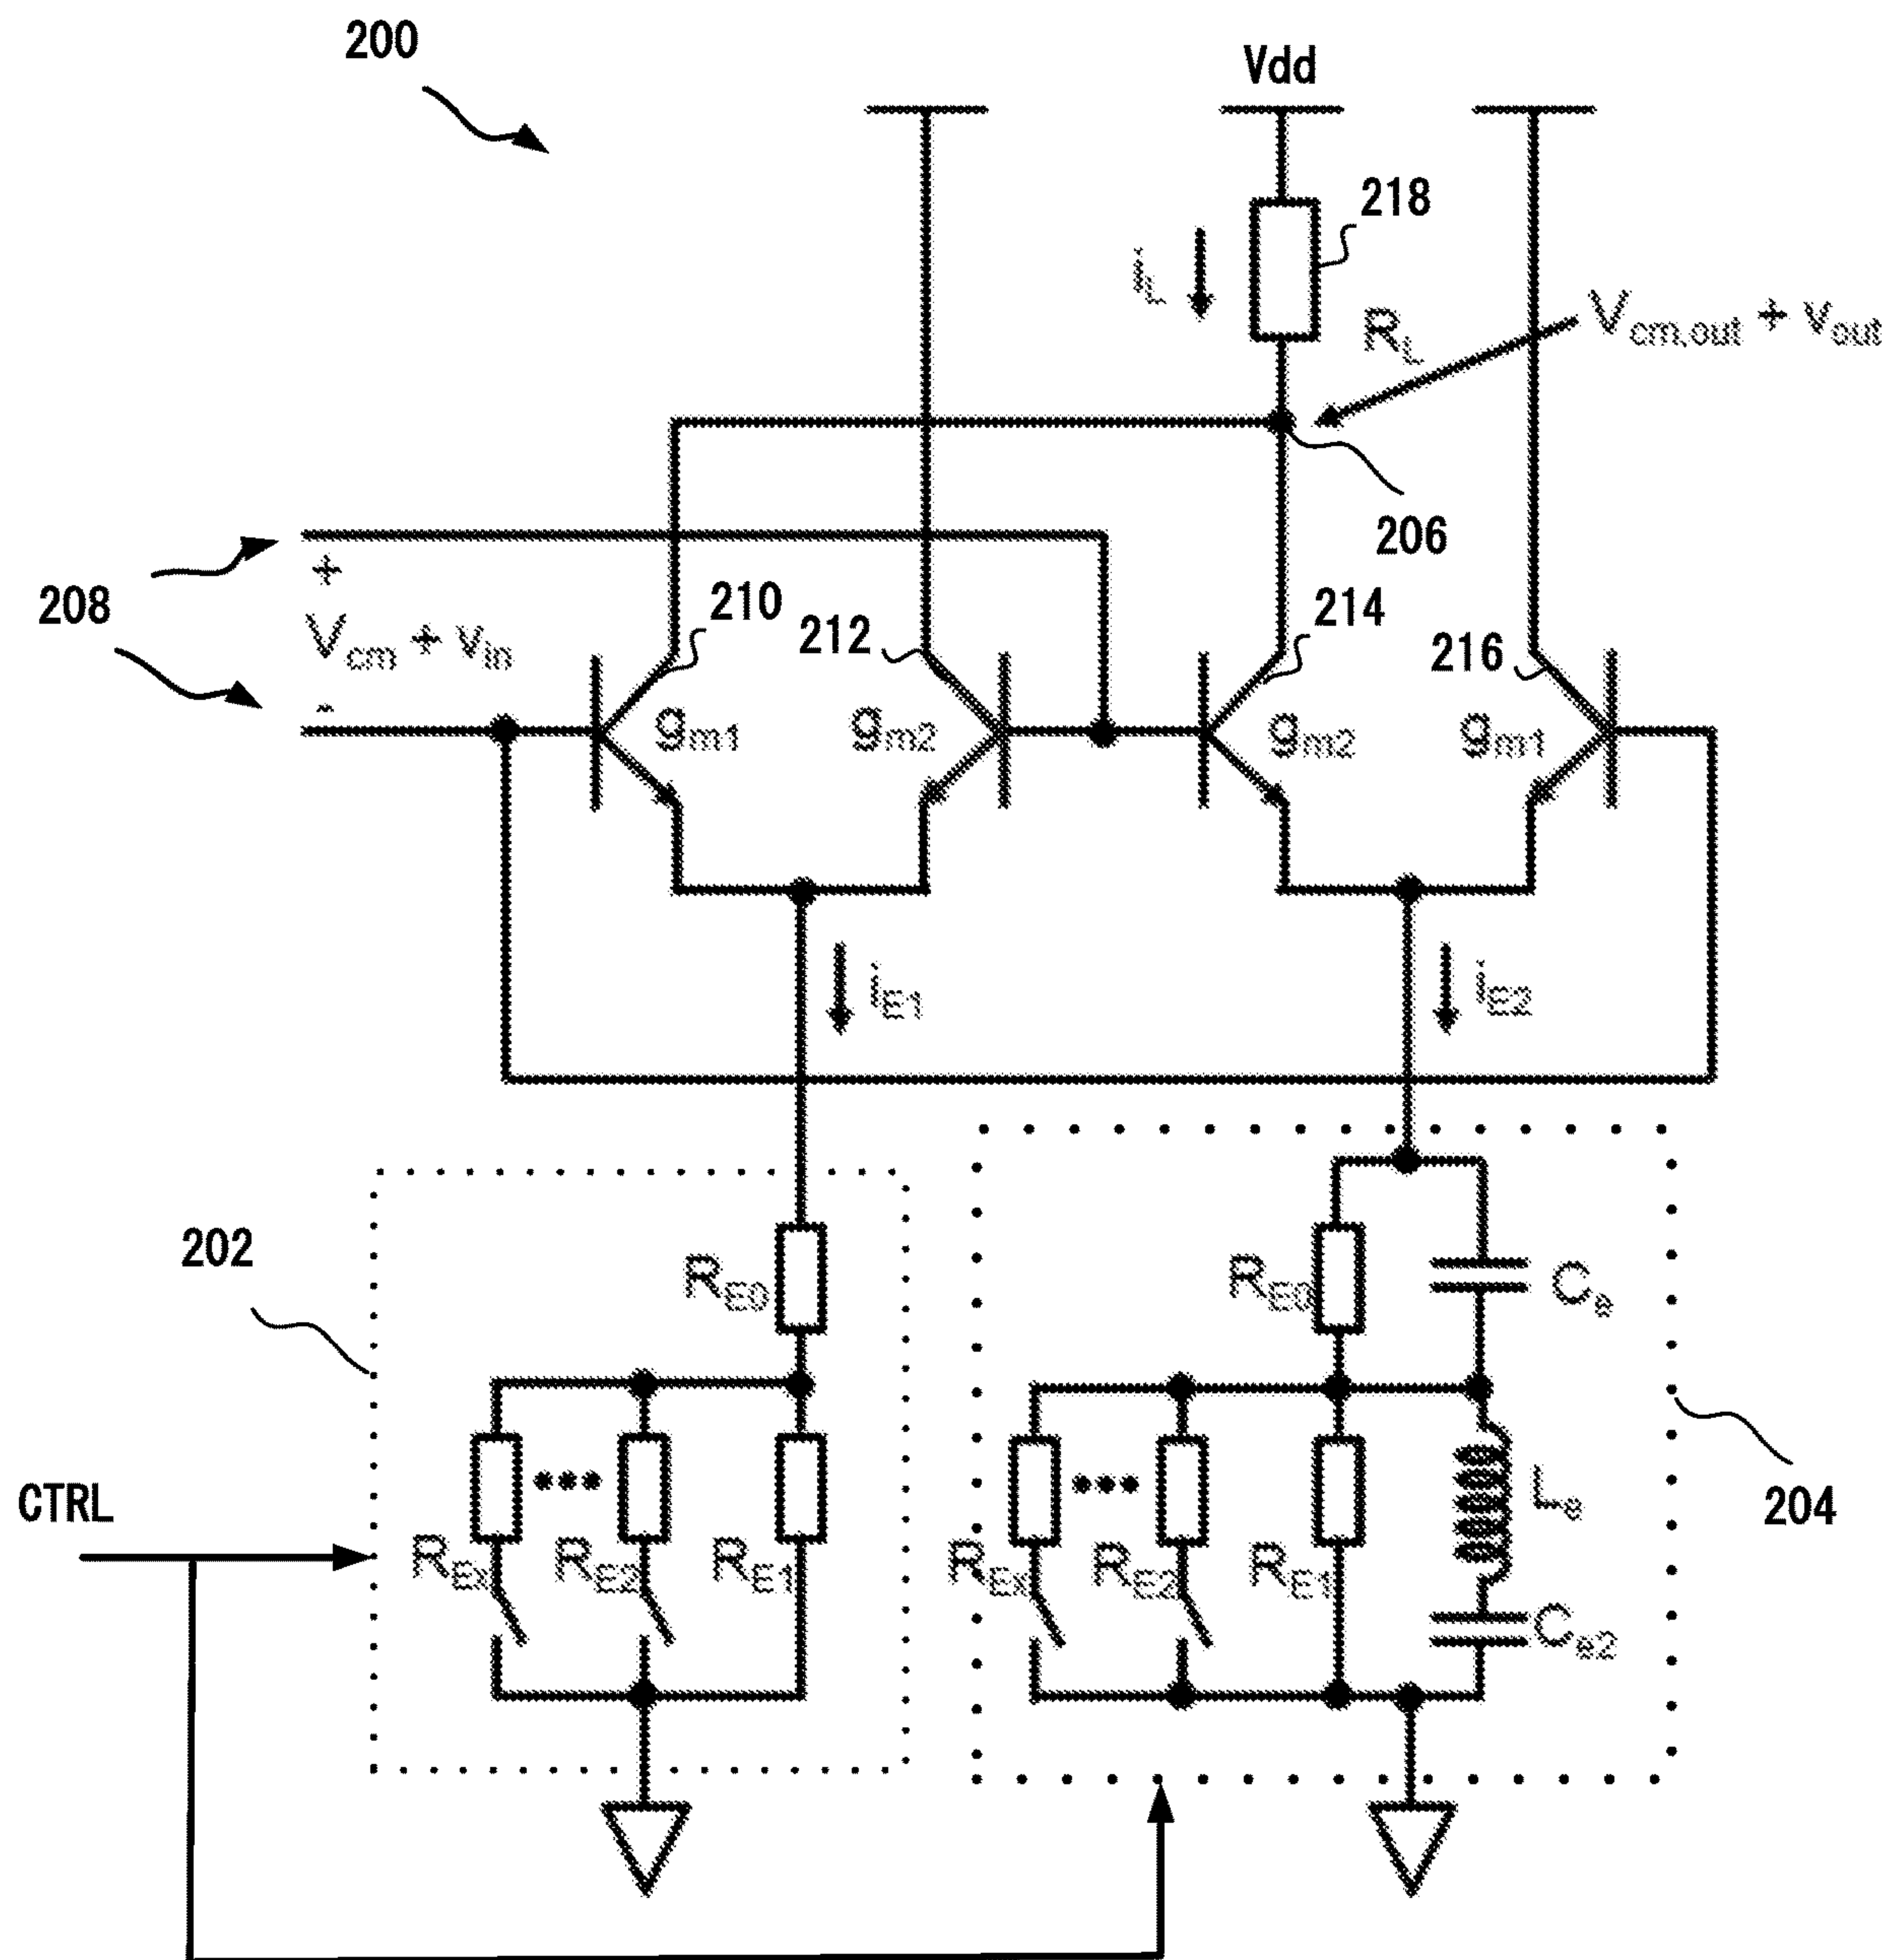 200
Vdd
218
iL
RL
Vcm,out + vout
206
208
+
Vcm + vin
-
210
212
214
216
gm1
gm2
gm2
gm1
iE1
iE2
202
RE0
RE0
Ce
CTRL
REx
RE2
RE1
REx
RE2
RE1
Le
Ce2
204